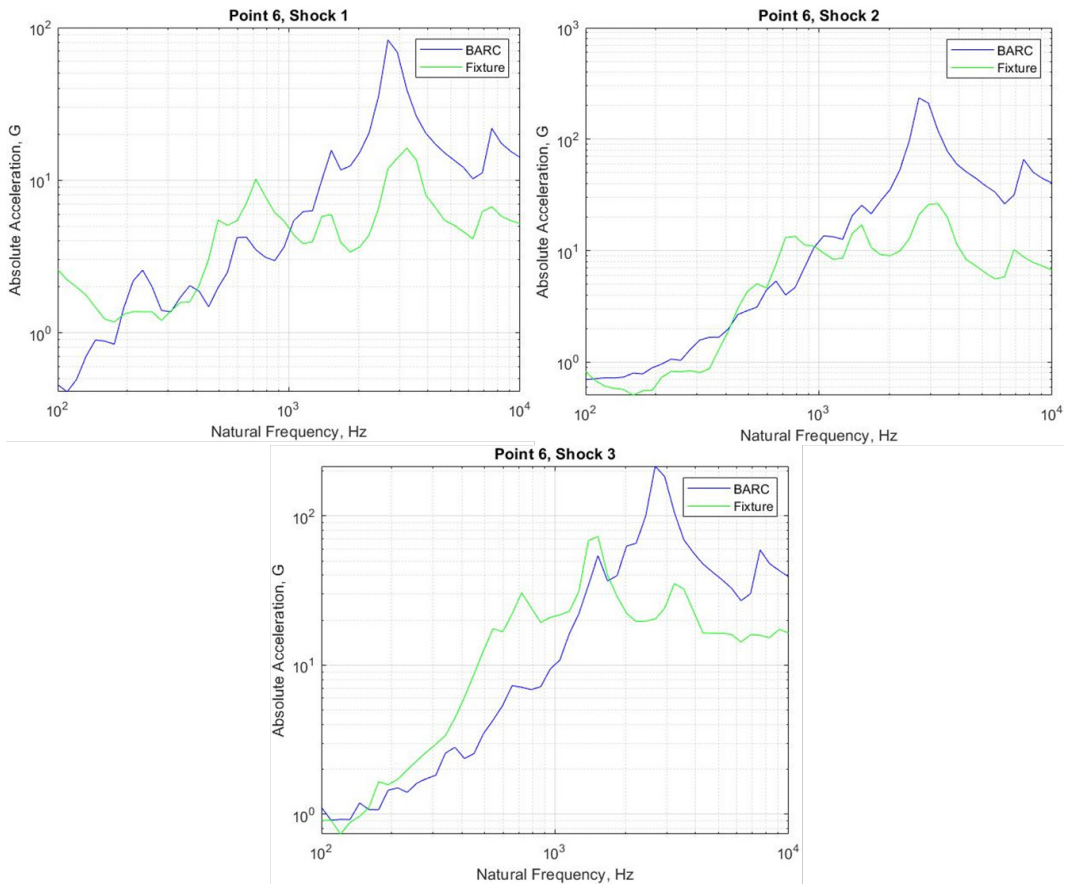 Point 6, Shock 1
10^2
10^1
10^0
10^2
10^3
10^4
Absolute Acceleration, G
Natural Frequency, Hz
BARC
Fixture
Point 6, Shock 2
10^3
10^2
10^1
10^0
10^2
10^3
10^4
Absolute Acceleration, G
Natural Frequency, Hz
BARC
Fixture
Point 6, Shock 3
10^2
10^1
10^0
10^2
10^3
10^4
Absolute Acceleration, G
Natural Frequency, Hz
BARC
Fixture